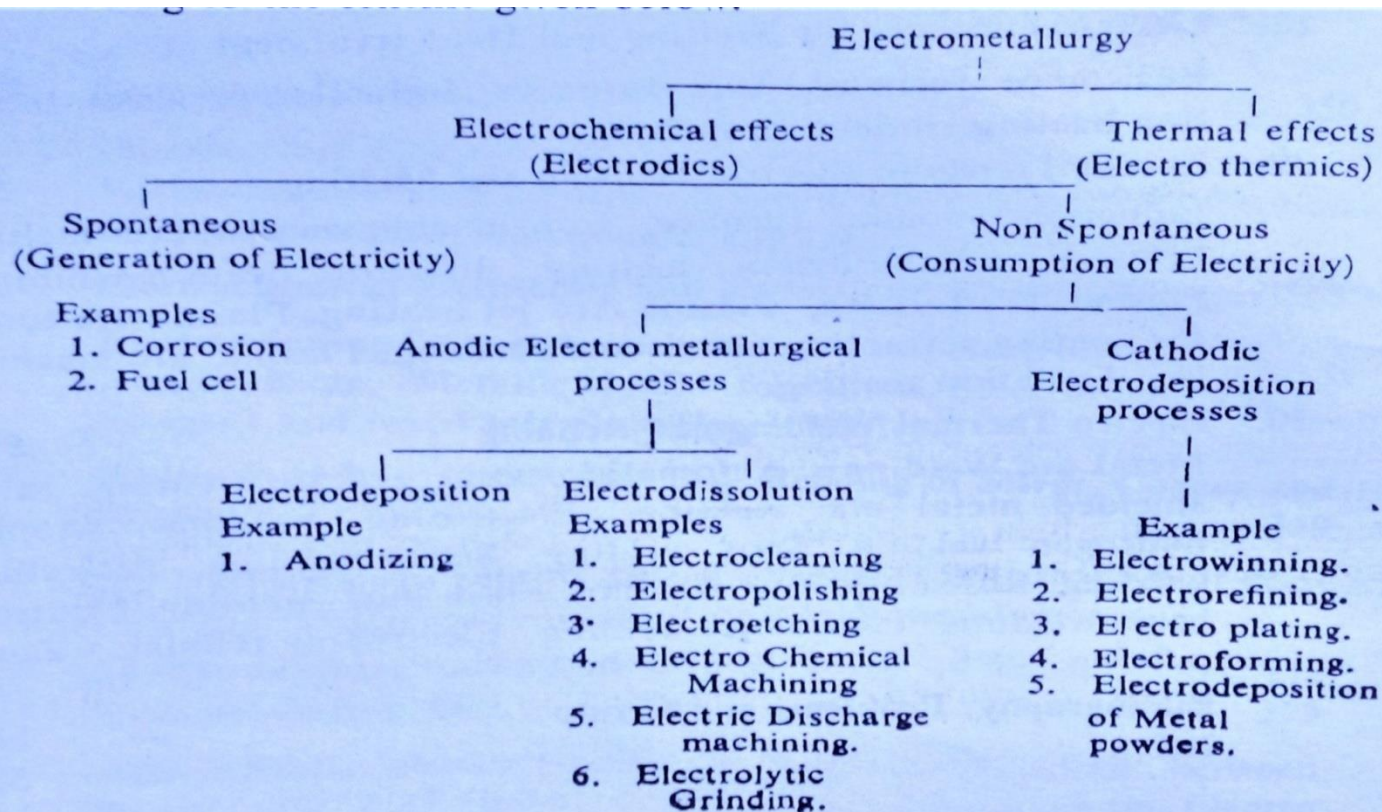 Electrometallurgy
Electrochemical effects
(Electrodics)
Thermal effects
(Electro thermics)
Spontaneous
(Generation of Electricity)
Non Spontaneous
(Consumption of Electricity)
Examples
1. Corrosion
2. Fuel cell
Anodic Electro metallurgical
processes
Cathodic
Electrodeposition
processes
Electrodeposition
Example
1. Anodizing
Electrodissolution
Examples
1. Electrocleaning
2. Electropolishing
3. Electroetching
4. Electro Chemical
Machining
5. Electric Discharge
machining.
6. Electrolytic
Grinding.
Example
1. Electrowinning.
2. Electrorefining.
3. Electro plating.
4. Electroforming.
5. Electrodeposition
of Metal
powders.